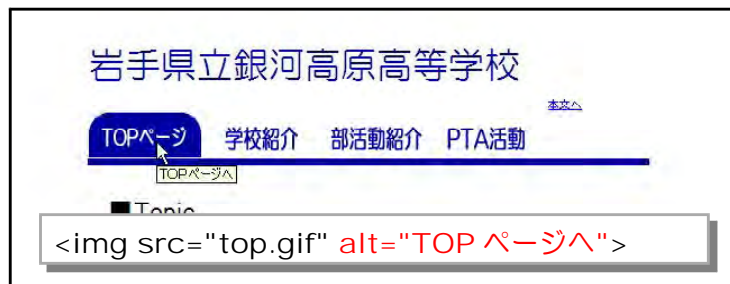 岩手県立銀河高原高等学校
本文へ
TOPページ 学校紹介 部活動紹介 PTA活動
TOPページへ
■Topic
<img src="top.gif" alt="TOP ページへ">